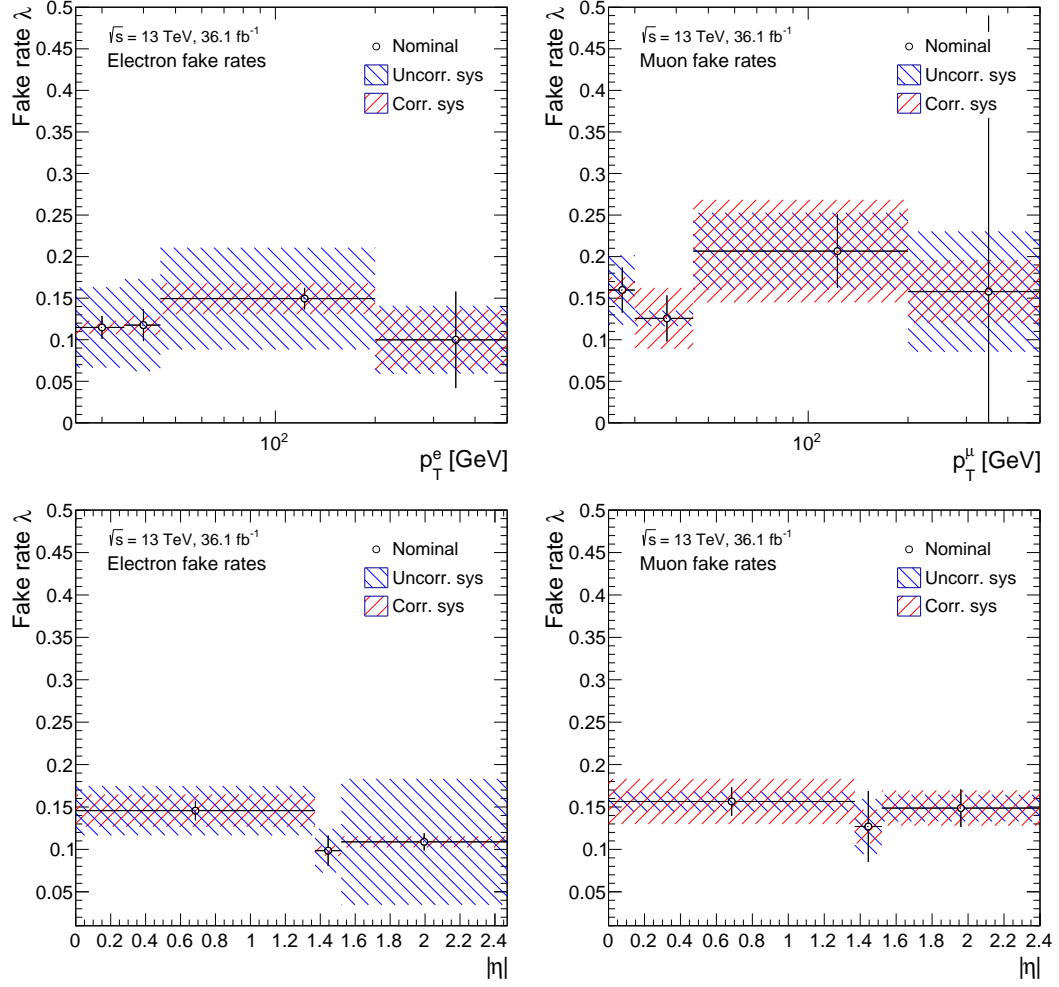 Fake rate λ
0.5
0.45
0.4
0.35
0.3
0.25
0.2
0.15
0.1
0.05
0
√s = 13 TeV, 36.1 fb⁻¹
Electron fake rates
Nominal
Uncorr. sys
Corr. sys
10²
p_T^e [GeV]
Fake rate λ
0.5
0.45
0.4
0.35
0.3
0.25
0.2
0.15
0.1
0.05
0
√s = 13 TeV, 36.1 fb⁻¹
Muon fake rates
Nominal
Uncorr. sys
Corr. sys
10²
p_T^μ [GeV]
Fake rate λ
0.5
0.45
0.4
0.35
0.3
0.25
0.2
0.15
0.1
0.05
√s = 13 TeV, 36.1 fb⁻¹
Electron fake rates
Nominal
Uncorr. sys
Corr. sys
0 0.2 0.4 0.6 0.8 1 1.2 1.4 1.6 1.8 2 2.2 2.4
|η|
Fake rate λ
0.5
0.45
0.4
0.35
0.3
0.25
0.2
0.15
0.1
0.05
√s = 13 TeV, 36.1 fb⁻¹
Muon fake rates
Nominal
Uncorr. sys
Corr. sys
0 0.2 0.4 0.6 0.8 1 1.2 1.4 1.6 1.8 2 2.2 2.4
|η|